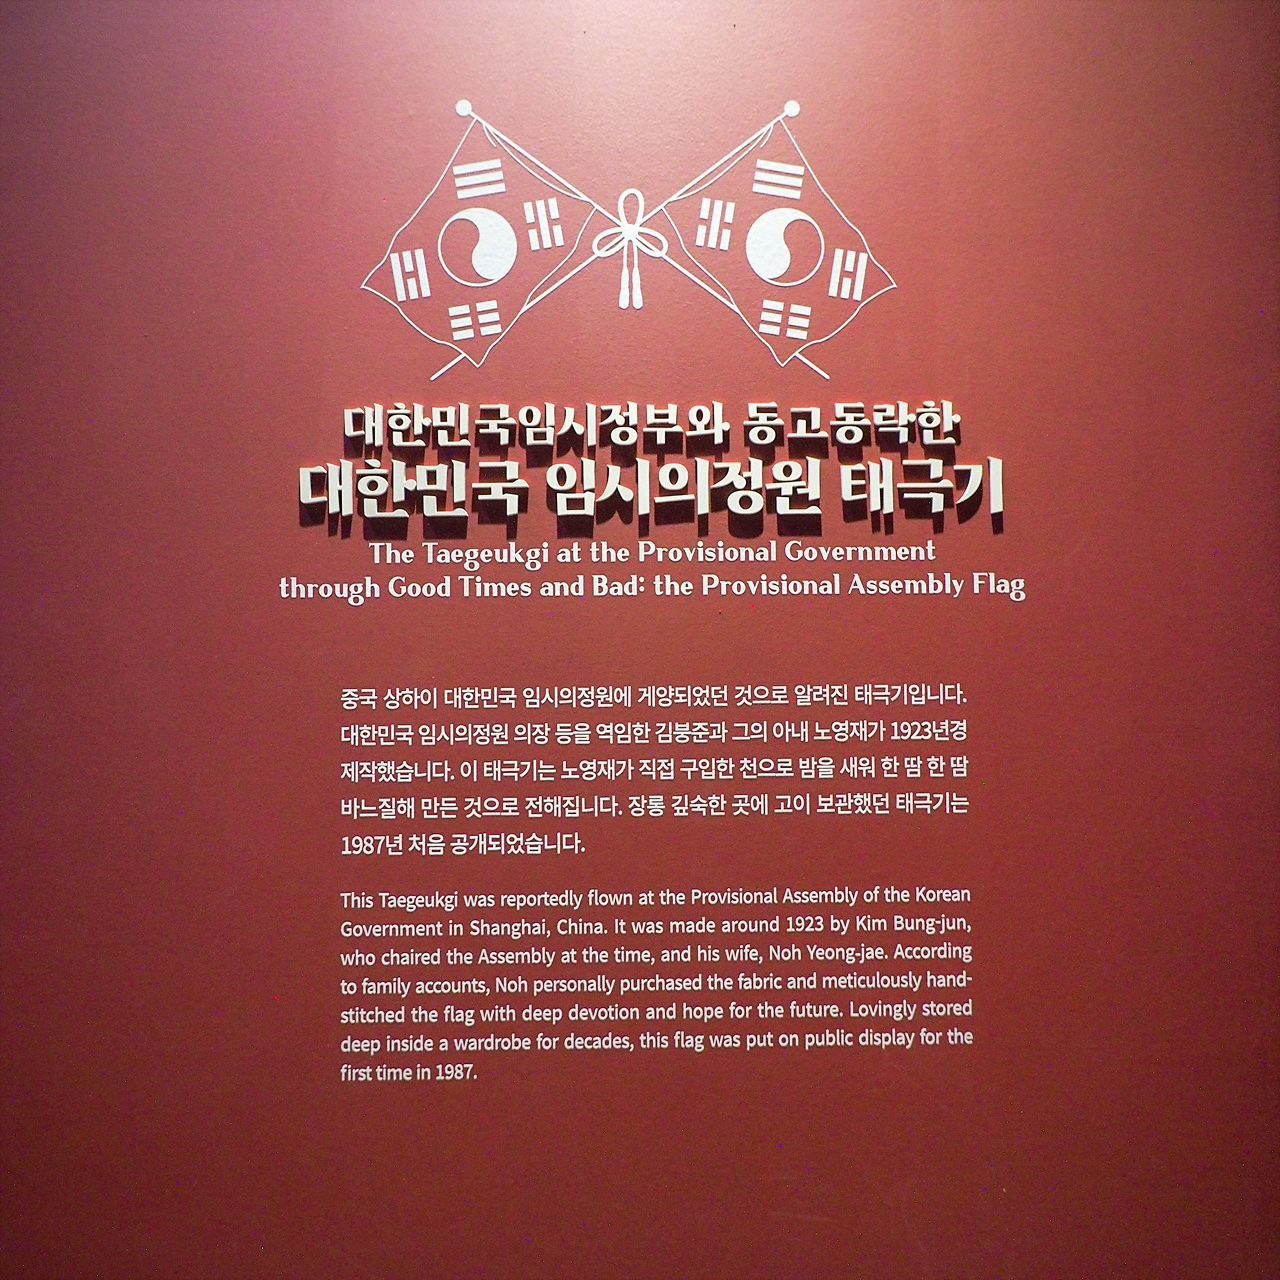 대한민국임시정부와 동고동락한
대한민국 임시의정원 태극기
The Taegeukgi at the Provisional Government
through Good Times and Bad: the Provisional Assembly Flag
중국 상하이 대한민국 임시의정원에 게양되었던 것으로 알려진 태극기입니다.
대한민국 임시의정원 의장 등을 역임한 김붕준과 그의 아내 노영재가 1923년경
제작했습니다. 이 태극기는 노영재가 직접 구입한 천으로 밤을 새워 한 땀 한 땀
바느질해 만든 것으로 전해집니다. 장롱 깊숙한 곳에 고이 보관했던 태극기는
1987년 처음 공개되었습니다.
This Taegeukgi was reportedly flown at the Provisional Assembly of the Korean
Government in Shanghai, China. It was made around 1923 by Kim Bung-jun,
who chaired the Assembly at the time, and his wife, Noh Yeong-jae. According
to family accounts, Noh personally purchased the fabric and meticulously hand-
stitched the flag with deep devotion and hope for the future. Lovingly stored
deep inside a wardrobe for decades, this flag was put on public display for the
first time in 1987.